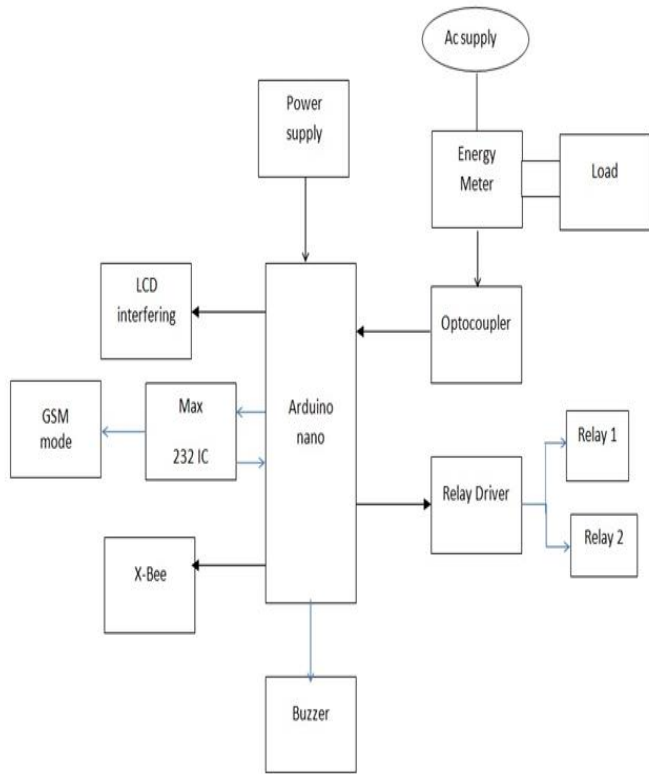 Ac supply
Power
supply
Energy
Meter
Load
LCD
interfering
Optocoupler
GSM
mode
Max
232 IC
Arduino
nano
Relay 1
Relay Driver
Relay 2
X-Bee
Buzzer